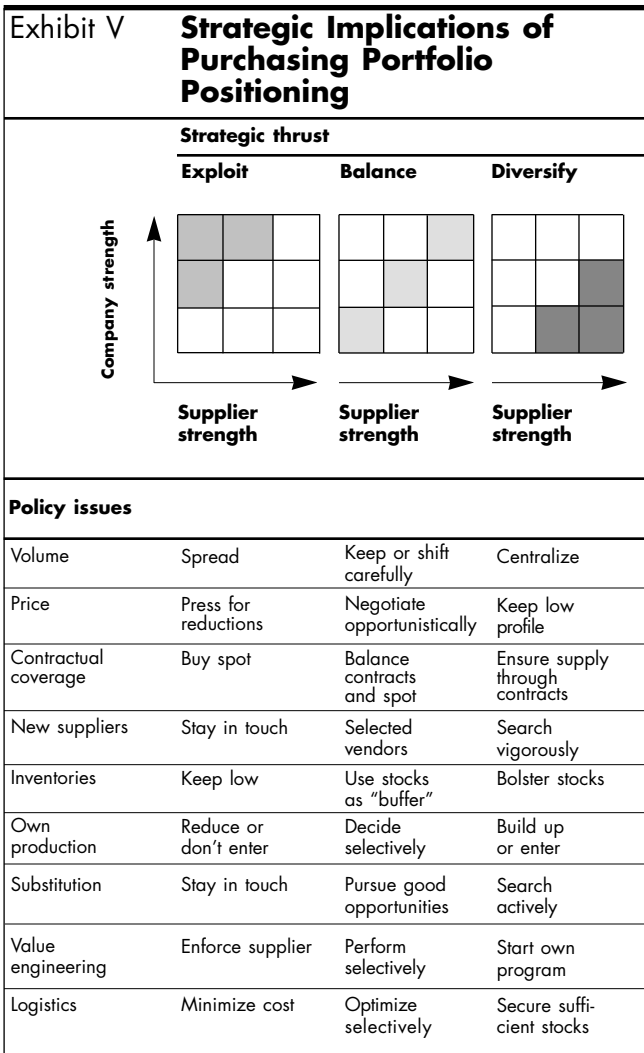 Exhibit V
Strategic Implications of
Purchasing Portfolio
Positioning
Strategic thrust
Exploit
Balance
Diversify
Company strength
Supplier
strength
Supplier
strength
Supplier
strength
Policy issues
Volume
Spread
Keep or shift
carefully
Centralize
Price
Press for
reductions
Negotiate
opportunistically
Keep low
profile
Contractual
coverage
Buy spot
Balance
contracts
and spot
Ensure supply
through
contracts
New suppliers
Stay in touch
Selected
vendors
Search
vigorously
Inventories
Keep low
Use stocks
as “buffer”
Bolster stocks
Own
production
Reduce or
don’t enter
Decide
selectively
Build up
or enter
Substitution
Stay in touch
Pursue good
opportunities
Search
actively
Value
engineering
Enforce supplier
Perform
selectively
Start own
program
Logistics
Minimize cost
Optimize
selectively
Secure suffi-
cient stocks